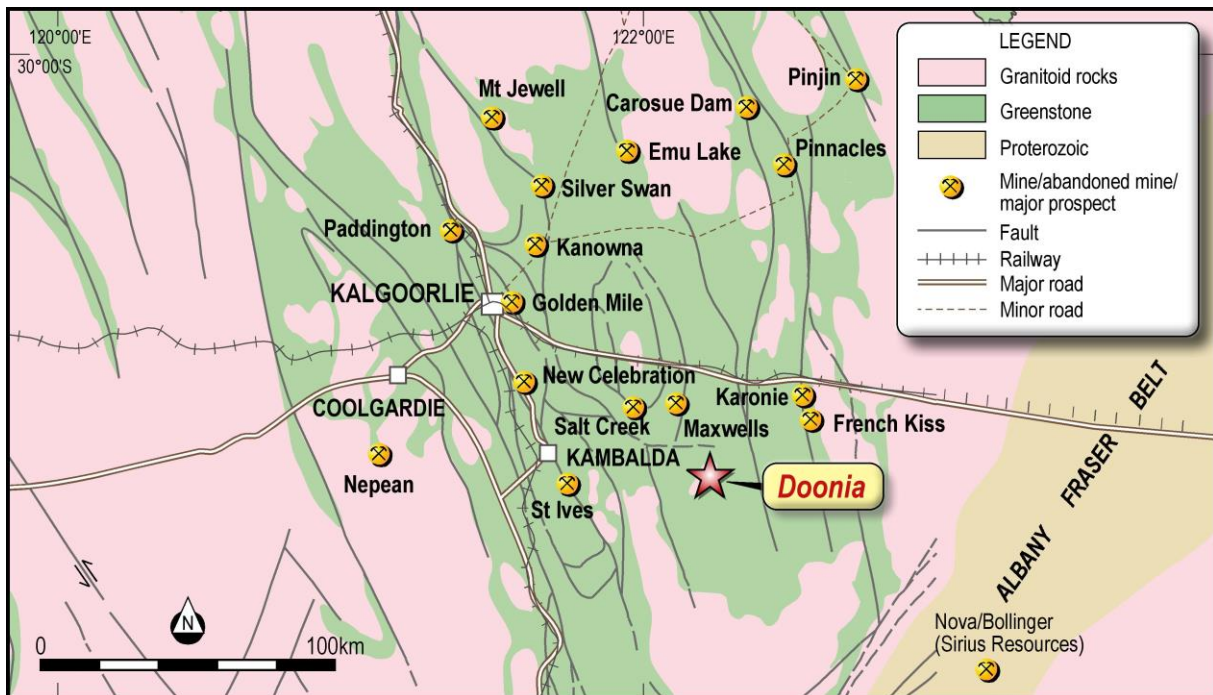 120°00'E
30°00'S
122°00'E
LEGEND
Granitoid rocks
Greenstone
Proterozoic
Mine/abandoned mine/
major prospect
Fault
Railway
Major road
Minor road
Mt Jewell
Carosue Dam
Pinjin
Emu Lake
Pinnacles
Silver Swan
Paddington
Kanowna
KALGOORLIE
Golden Mile
New Celebration
COOLGARDIE
Salt Creek
Maxwells
Karonie
French Kiss
KAMBALDA
Nepean
St Ives
Doonia
ALBANY FRASER BELT
Nova/Bollinger
(Sirius Resources)
N
0 100km